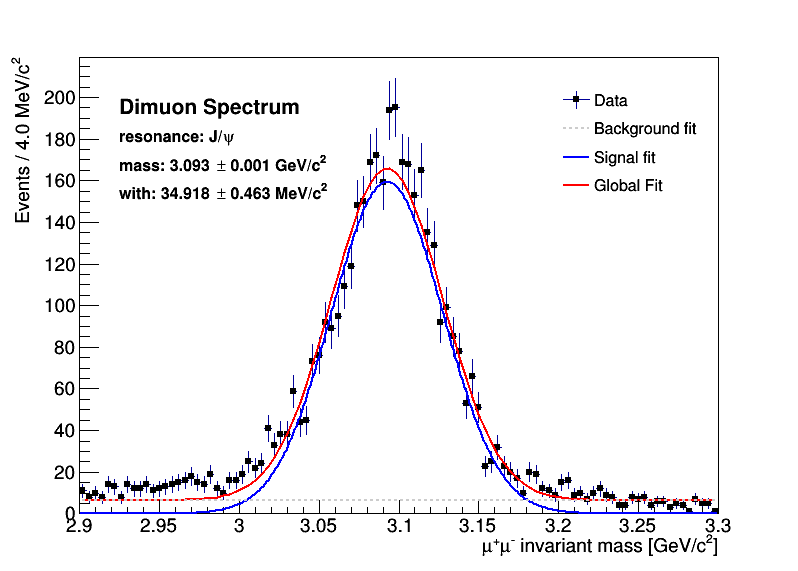 Events / 4.0 MeV/c²
200
180
160
140
120
100
80
60
40
20
0
Dimuon Spectrum
resonance: J/ψ
mass: 3.093 ± 0.001 GeV/c²
with: 34.918 ± 0.463 MeV/c²
Data
Background fit
Signal fit
Global Fit
2.9 2.95 3 3.05 3.1 3.15 3.2 3.25 3.3
μ⁺μ⁻ invariant mass [GeV/c²]